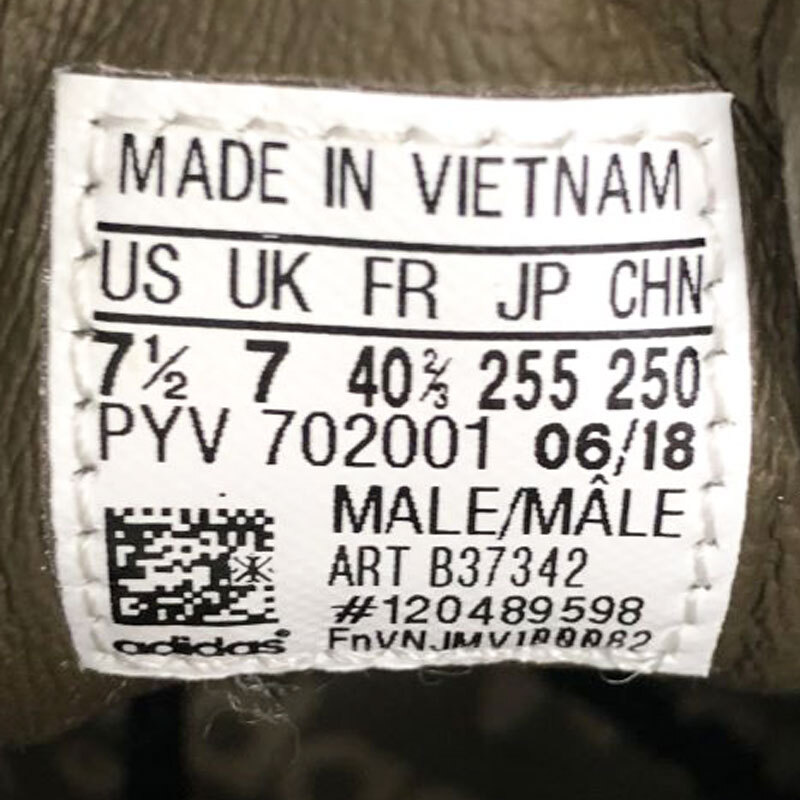 MADE IN VIETNAM
US UK FR JP CHN
7½ 7 40⅔ 255 250
PYV 702001 06/18
MALE/MÂLE
ART B37342
#120489598
adidas®